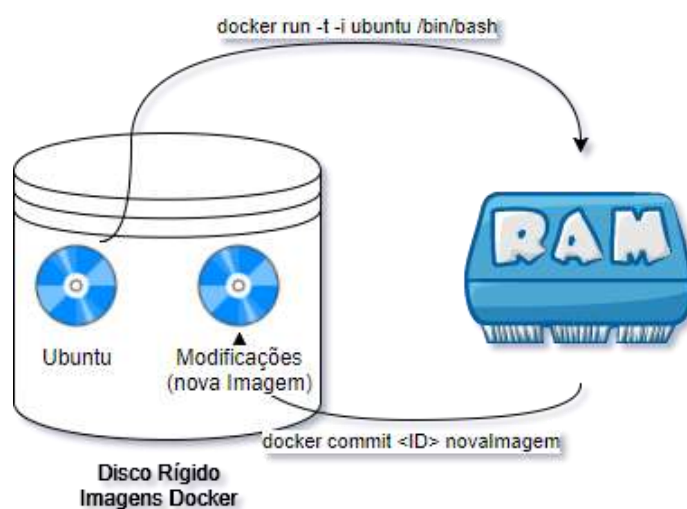 docker run -t -i ubuntu /bin/bash
RAM
Ubuntu
Modificações
(nova Imagem)
docker commit <ID> novaImagem
Disco Rígido
Imagens Docker